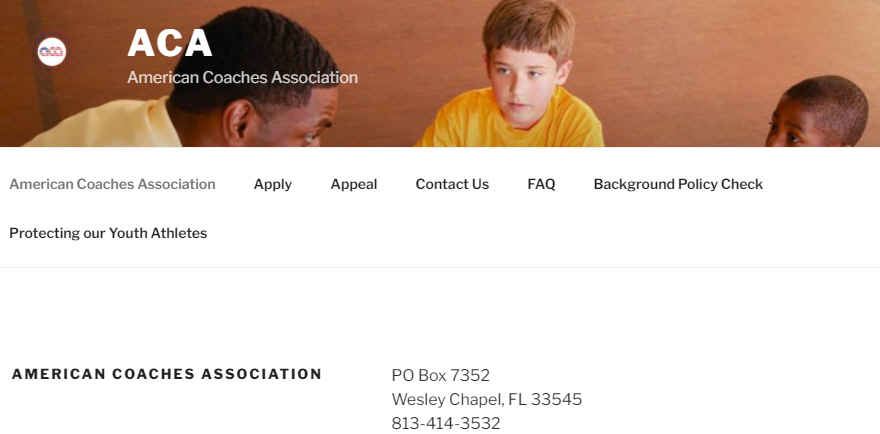 ACA
American Coaches Association
American Coaches Association Apply Appeal Contact Us FAQ Background Policy Check
Protecting our Youth Athletes
AMERICAN COACHES ASSOCIATION
PO Box 7352
Wesley Chapel, FL 33545
813-414-3532